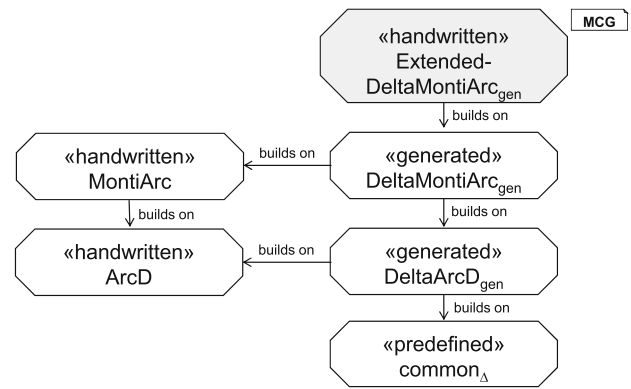 MCG
«handwritten»
Extended-
DeltaMontiArcgen
builds on
«handwritten»
MontiArc
builds on
«generated»
DeltaMontiArcgen
builds on
builds on
«handwritten»
ArcD
builds on
«generated»
DeltaArcDgen
builds on
«predefined»
commonΔ